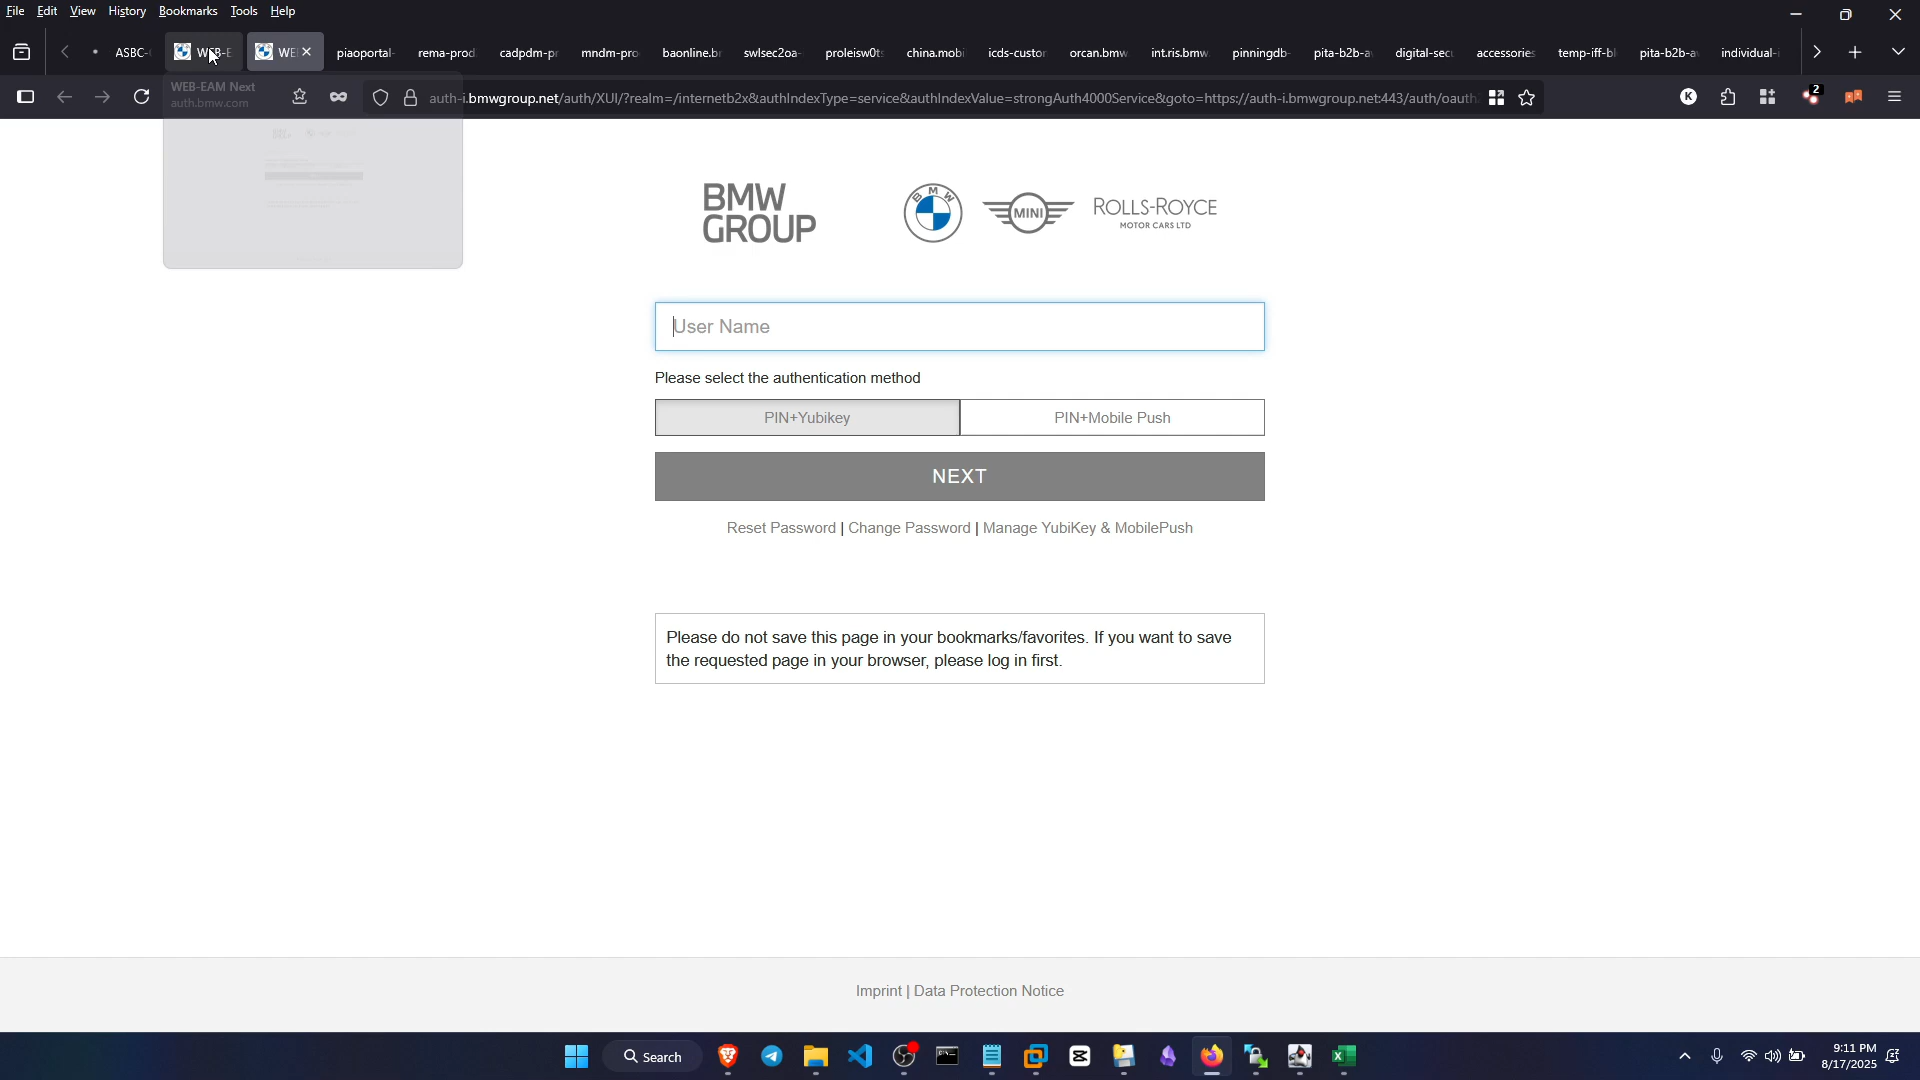 File Edit View History Bookmarks Tools Help
ASBC- WEB-E WE piaoportal- rema-prod cadpdm-p mndm-pro baonline.b swlsec2oa- proleisw0t china.mobi icds-custor orcan.bmw int.ris.bmw pinningdb- pita-b2b-a digital-sec accessories temp-iff-b pita-b2b-a individual-
WEB-EAM Next
auth.bmw.com
auth-i.bmwgroup.net/auth/XUI/?realm=/internetb2x&authIndexType=service&authIndexValue=strongAuth4000Service&goto=https://auth-i.bmwgroup.net:443/auth/oauth
K
2
BMW
GROUP
BMW
MINI
ROLLS-ROYCE
MOTOR CARS LTD
User Name
Please select the authentication method
PIN+Yubikey PIN+Mobile Push
NEXT
Reset Password | Change Password | Manage YubiKey & MobilePush
Please do not save this page in your bookmarks/favorites. If you want to save
the requested page in your browser, please log in first.
Imprint | Data Protection Notice
Search
9:11 PM
8/17/2025